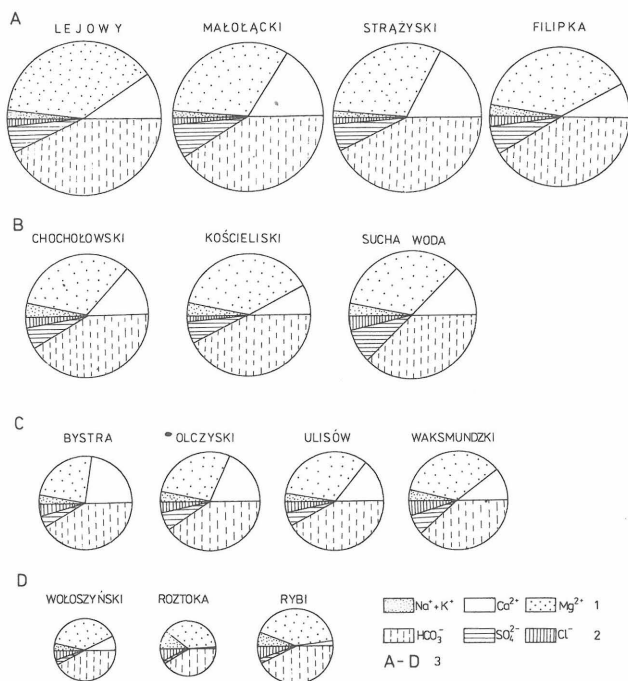 A
LEJOWY MAŁOŁĄCKI STRĄŻYSKI FILIPKA
B
CHOCHOŁOWSKI KOŚCIELISKI SUCHA WODA
C
BYSTRA OLCZYSKI ULISÓW WAKSMUNDZKI
D
WOŁOSZYŃSKI ROZTOKA RYBI
Na⁺+K⁺ Ca²⁺ Mg²⁺ 1
HCO₃⁻ SO₄²⁻ Cl⁻ 2
A-D 3